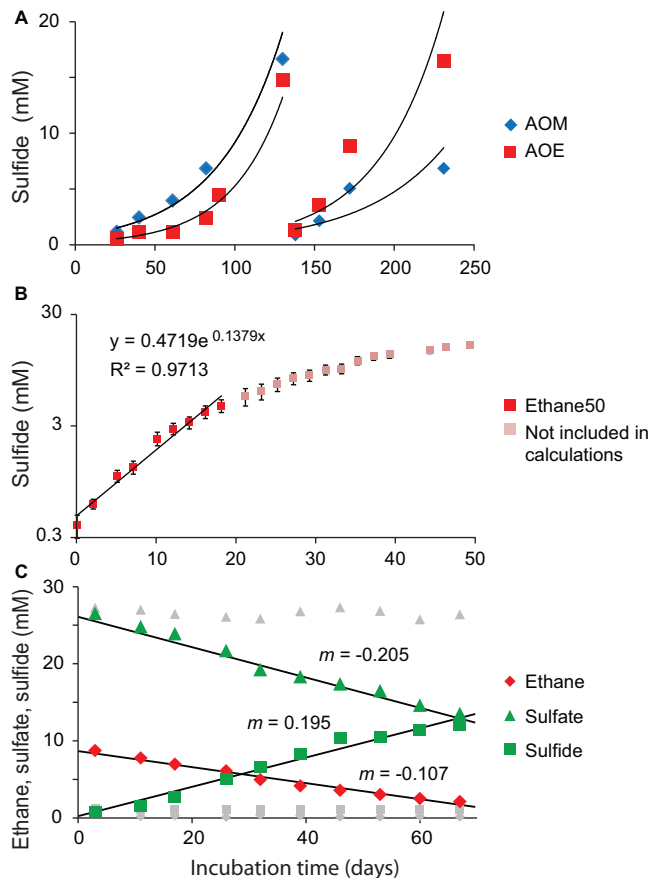 A
20
10
0
Sulfide (mM)
0 50 100 150 200 250
AOM
AOE
B
30
3
0.3
Sulfide (mM)
y = 0.4719e^0.1379x
R² = 0.9713
0 10 20 30 40 50
Ethane50
Not included in
calculations
C
30
20
10
0
Ethane, sulfate, sulfide (mM)
m = -0.205
m = 0.195
m = -0.107
0 20 40 60
Incubation time (days)
Ethane
Sulfate
Sulfide